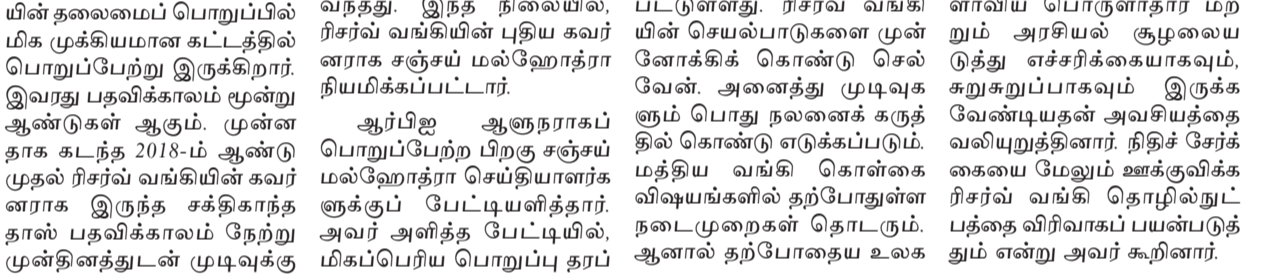 யின் தலைமைப் பொறுப்பில்
மிக முக்கியமான கட்டத்தில்
பொறுப்பேற்று இருக்கிறார்.
இவரது பதவிக்காலம் மூன்று
ஆண்டுகள் ஆகும். முன்ன
தாக கடந்த 2018-ம் ஆண்டு
முதல் ரிசர்வ் வங்கியின் கவர்
னராக இருந்த சக்திகாந்த
தாஸ் பதவிக்காலம் நேற்று
முன்தினத்துடன் முடிவுக்கு
வந்தது. இந்த நிலையில்,
ரிசர்வ் வங்கியின் புதிய கவர்
னராக சஞ்சய் மல்ஹோத்ரா
நியமிக்கப்பட்டார்.
ஆர்பிஐ ஆளுநராகப்
பொறுப்பேற்ற பிறகு சஞ்சய்
மல்ஹோத்ரா செய்தியாளர்க
ளுக்குப் பேட்டியளித்தார்.
அவர் அளித்த பேட்டியில்,
மிகப்பெரிய பொறுப்பு தரப்
பட்டுள்ளது. ரிசர்வ் வங்கி
யின் செயல்பாடுகளை முன்
னோக்கிக் கொண்டு செல்
வேன். அனைத்து முடிவுக
ளும் பொது நலனைக் கருத்
தில் கொண்டு எடுக்கப்படும்.
மத்திய வங்கி கொள்கை
விஷயங்களில் தற்போதுள்ள
நடைமுறைகள் தொடரும்.
ஆனால் தற்போதைய உலக
ளாவிய பொருளாதார மற்
றும் அரசியல் சூழலைய
டுத்து எச்சரிக்கையாகவும்,
சுறுசுறுப்பாகவும் இருக்க
வேண்டியதன் அவசியத்தை
வலியுறுத்தினார். நிதிச் சேர்க்
கையை மேலும் ஊக்குவிக்க
ரிசர்வ் வங்கி தொழில்நுட்
பத்தை விரிவாகப் பயன்படுத்
தும் என்று அவர் கூறினார்.